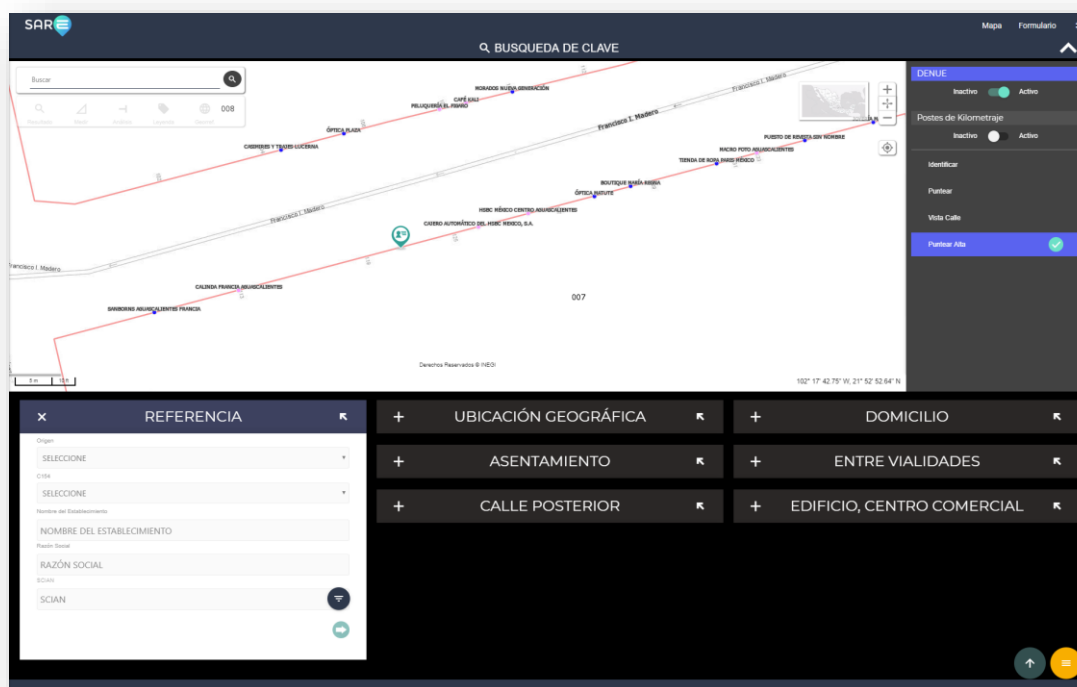 SARE
Mapa Formulario
BUSQUEDA DE CLAVE
Buscar
008
MORADOS NUEVA GENERACIÓN
CAFÉ KALI
PELUQUERÍA EL FIGARO
ÓPTICA PLAZA
CASIMIRES Y TRAJES LUCERNA
Francisco I. Madero
Francisco I. Madero
Francisco I. Madero
Francisco I. Madero
PUESTO DE REVISTA SIN NOMBRE
MACRO FOTO AGUASCALIENTES
TIENDA DE ROPA PARIS MÉXICO
ÓPTICA MATUTE
HSBC MÉXICO CENTRO AGUASCALIENTES
CAJERO AUTOMÁTICO DEL HSBC MEXICO, S.A.
CALINDA FRANCIA AGUASCALIENTES
SANBORNS AGUASCALIENTES FRANCIA
007
Derechos Reservados © INEGI
5 m
102° 17' 42.75" W, 21° 52' 52.64" N
DENUE
Inactivo Activo
Postes de Kilometraje
Inactivo Activo
Identificar
Puntear
Vista Calle
Puntear Alta
REFERENCIA
Origen
SELECCIONE
SELECCIONE
Nombre del Establecimiento
NOMBRE DEL ESTABLECIMIENTO
Razón Social
RAZÓN SOCIAL
SCIAN
SCIAN
UBICACIÓN GEOGRÁFICA
DOMICILIO
ASENTAMIENTO
ENTRE VIALIDADES
CALLE POSTERIOR
EDIFICIO, CENTRO COMERCIAL